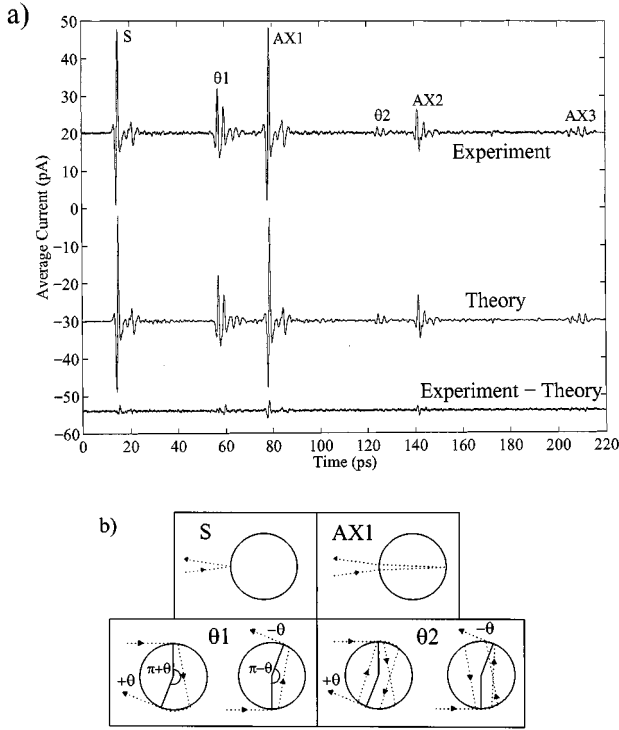 a)
50
40
30
20
10
0
−10
−20
−30
−40
−50
−60
Average Current (pA)
S
θ1
AX1
θ2
AX2
AX3
Experiment
Theory
Experiment − Theory
0 20 40 60 80 100 120 140 160 180 200 220
Time (ps)
b)
S
AX1
θ1
θ2
π+θ
+θ
−θ
π−θ
+θ
−θ